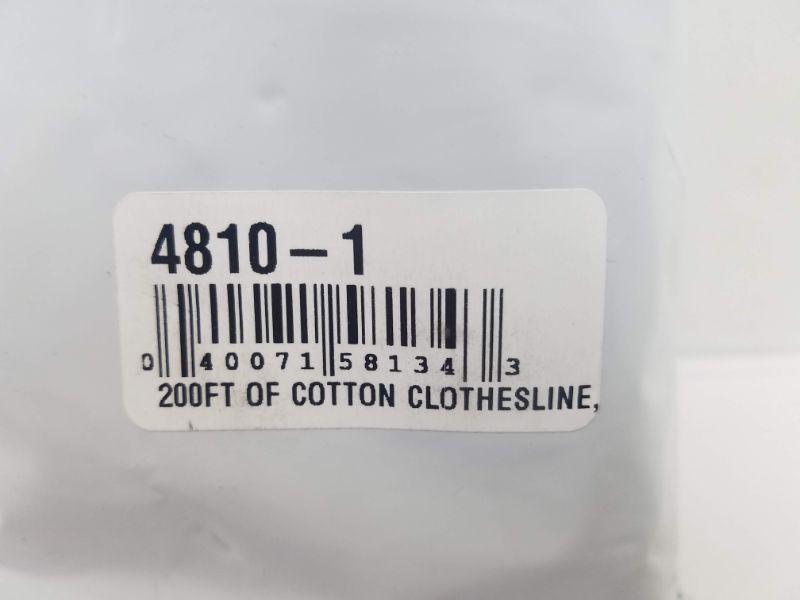 4810-1
0 40071 58134 3
200FT OF COTTON CLOTHESLINE,